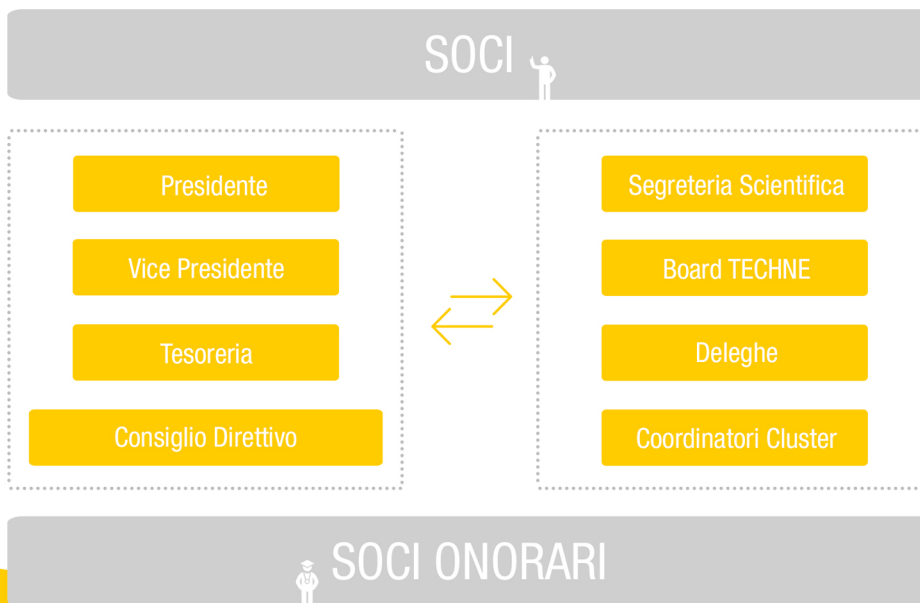 SOCI
Presidente
Vice Presidente
Tesoreria
Consiglio Direttivo
Segreteria Scientifica
Board TECHNE
Deleghe
Coordinatori Cluster
SOCI ONORARI